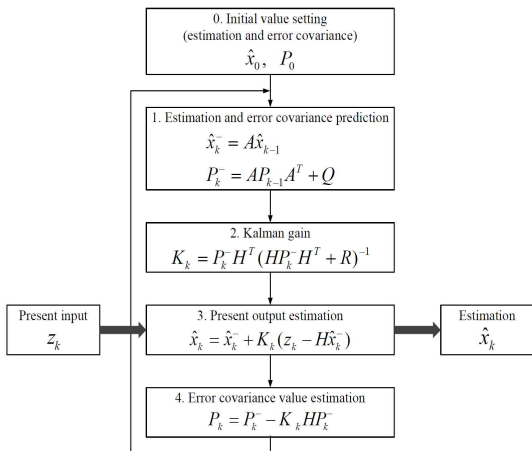 0. Initial value setting
(estimation and error covariance)
x̂₀, P₀
1. Estimation and error covariance prediction
x̂ₖ⁻ = Ax̂ₖ₋₁
Pₖ⁻ = APₖ₋₁Aᵀ + Q
2. Kalman gain
Kₖ = Pₖ⁻Hᵀ(HPₖ⁻Hᵀ + R)⁻¹
Present input
zₖ
3. Present output estimation
x̂ₖ = x̂ₖ⁻ + Kₖ(zₖ − Hx̂ₖ⁻)
Estimation
x̂ₖ
4. Error covariance value estimation
Pₖ = Pₖ⁻ − KₖHPₖ⁻